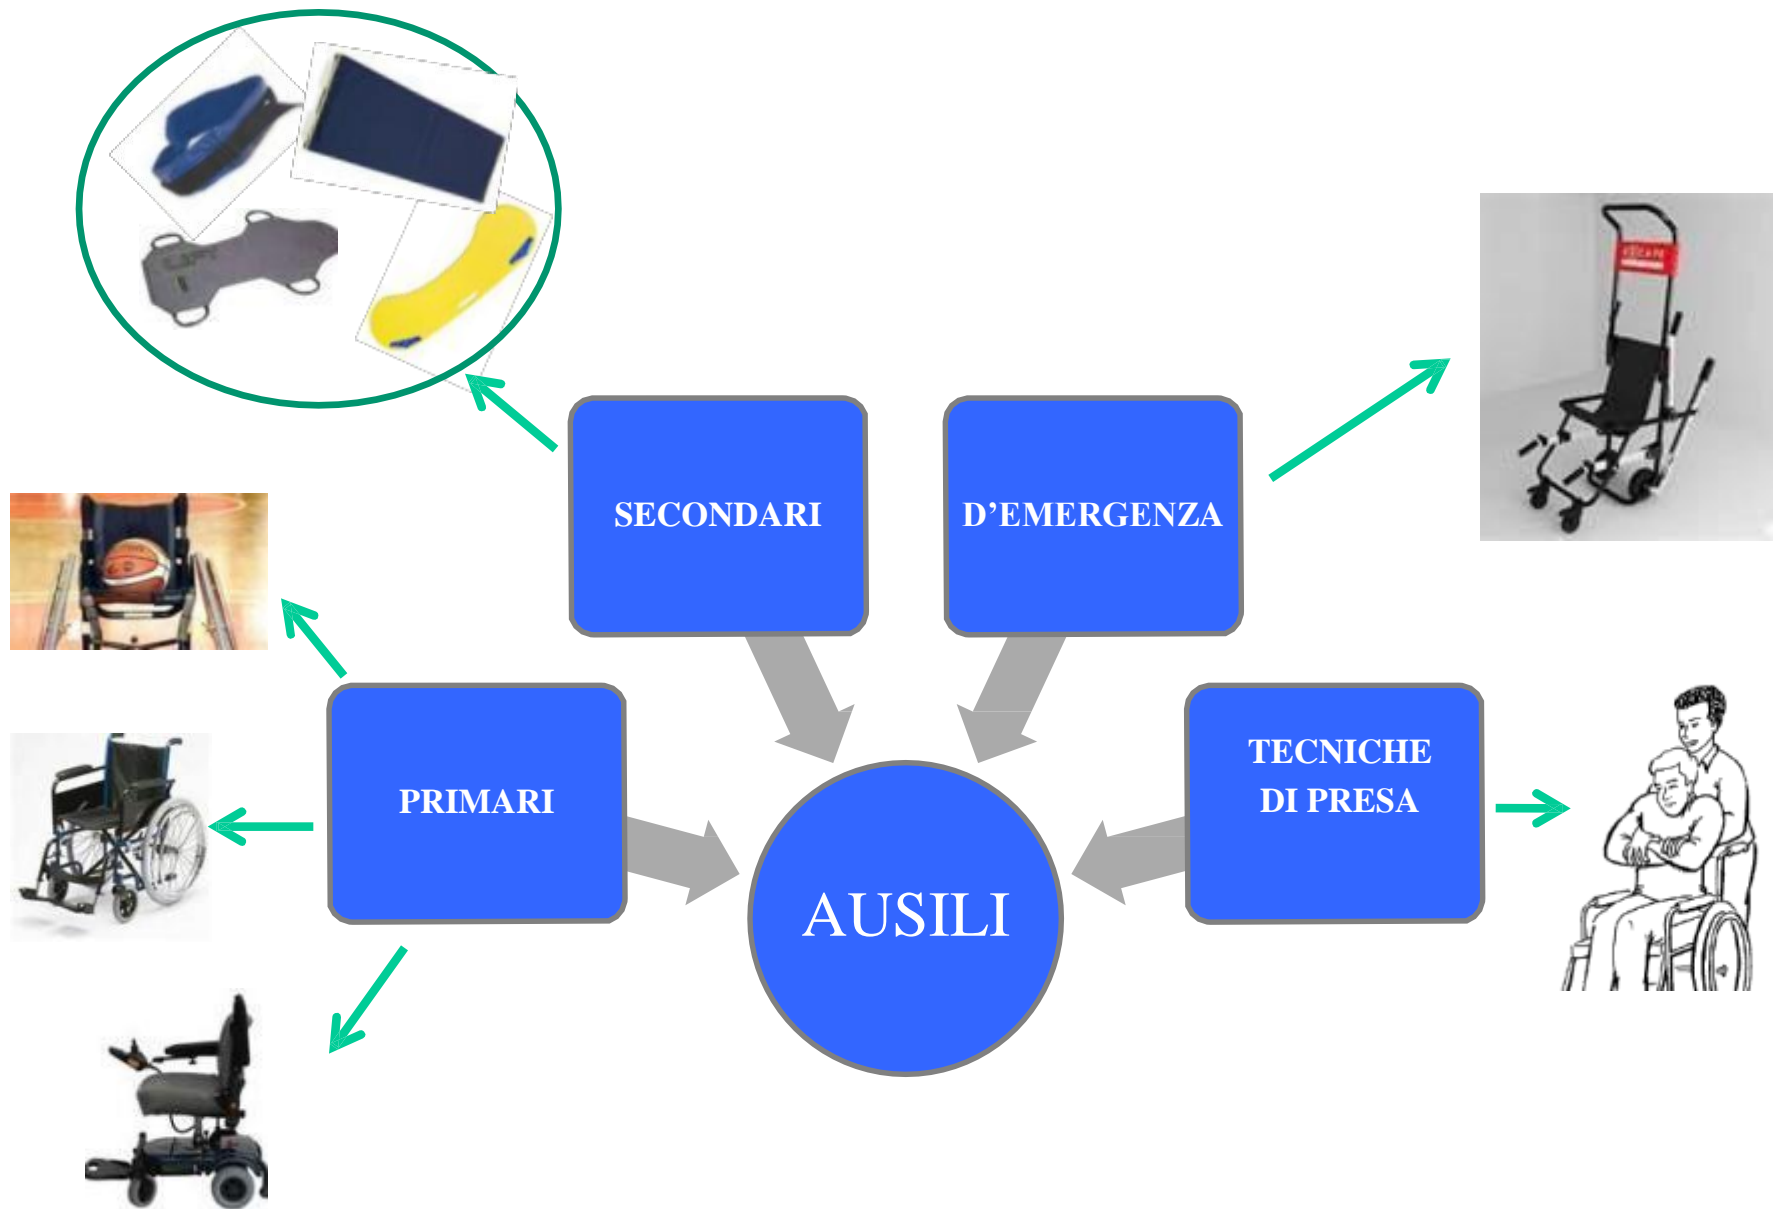 SECONDARI
D’EMERGENZA
PRIMARI
TECNICHE
DI PRESA
AUSILI